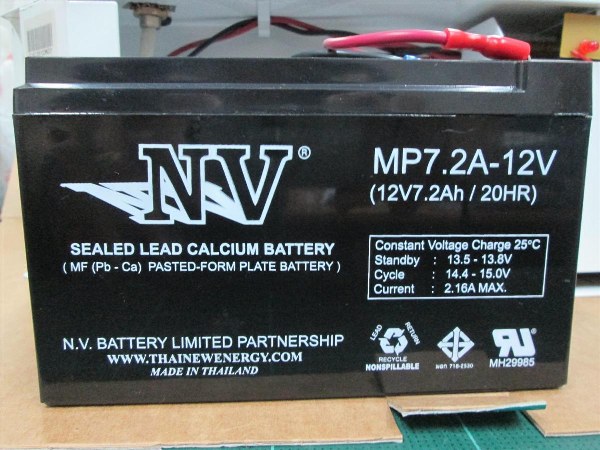 NV®
SEALED LEAD CALCIUM BATTERY
( MF (Pb - Ca) PASTED-FORM PLATE BATTERY )
N.V. BATTERY LIMITED PARTNERSHIP
WWW.THAINEWENERGY.COM
MADE IN THAILAND
MP7.2A-12V
(12V7.2Ah / 20HR)
Constant Voltage Charge 25°C
Standby : 13.5 - 13.8V
Cycle : 14.4 - 15.0V
Current : 2.16A MAX.
LEAD RETURN
Pb
RECYCLE
NONSPILLABLE
MH29985